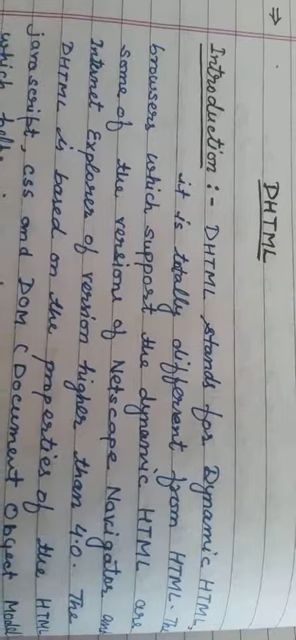 DHTML
⇒ Introduction :- DHTML stands for Dynamic HTML,
it is totally different from HTML. The
browsers which support the dynamic HTML are
some of the versions of Netscape Navigator and
Internet Explorer of version higher than 4.0. The
DHTML is based on the properties of the HTML
javascript, css and DOM (Document Object Model
which helps